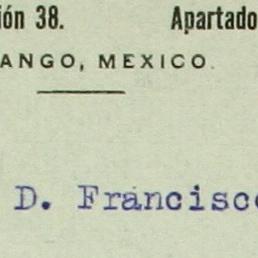 ión 38. Apartado
ANGO, MEXICO.
D. Francisco